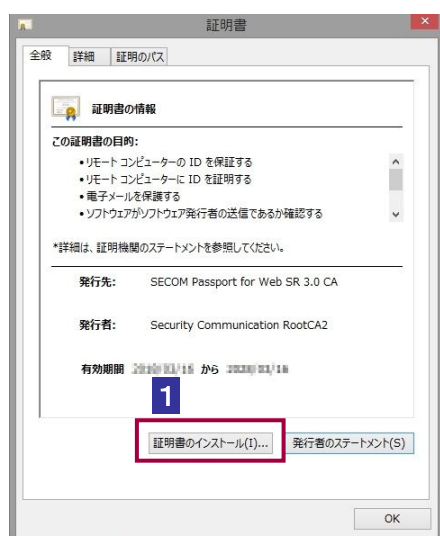 証明書
全般 詳細 証明のパス
証明書の情報
この証明書の目的:
•リモート コンピューターの ID を保証する
•リモート コンピューターに ID を証明する
•電子メールを保護する
•ソフトウェアがソフトウェア発行者の送信であるか確認する
*詳細は、証明機関のステートメントを参照してください。
発行先: SECOM Passport for Web SR 3.0 CA
発行者: Security Communication RootCA2
有効期間 から
1
証明書のインストール(I)... 発行者のステートメント(S)
OK